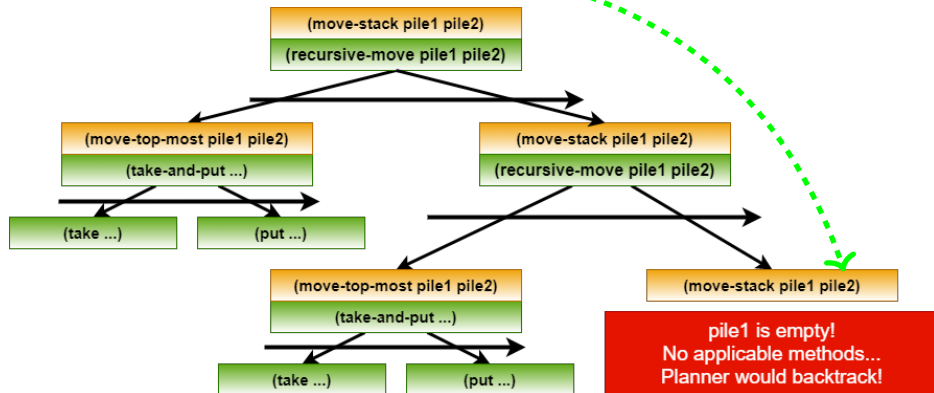 (move-stack pile1 pile2)
(recursive-move pile1 pile2)
(move-top-most pile1 pile2)
(take-and-put ...)
(move-stack pile1 pile2)
(recursive-move pile1 pile2)
(take ...)
(put ...)
(move-top-most pile1 pile2)
(take-and-put ...)
(move-stack pile1 pile2)
(take ...)
(put ...)
pile1 is empty!
No applicable methods...
Planner would backtrack!